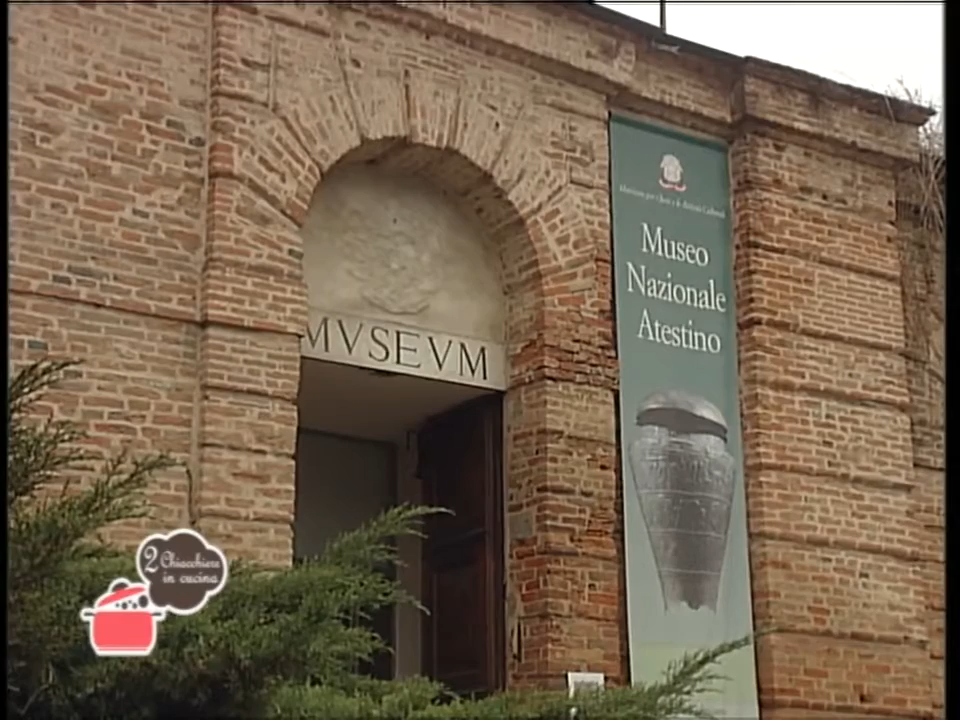 MVSEVM
Museo
Nazionale
Atestino
2 Chiacchiere
in cucina